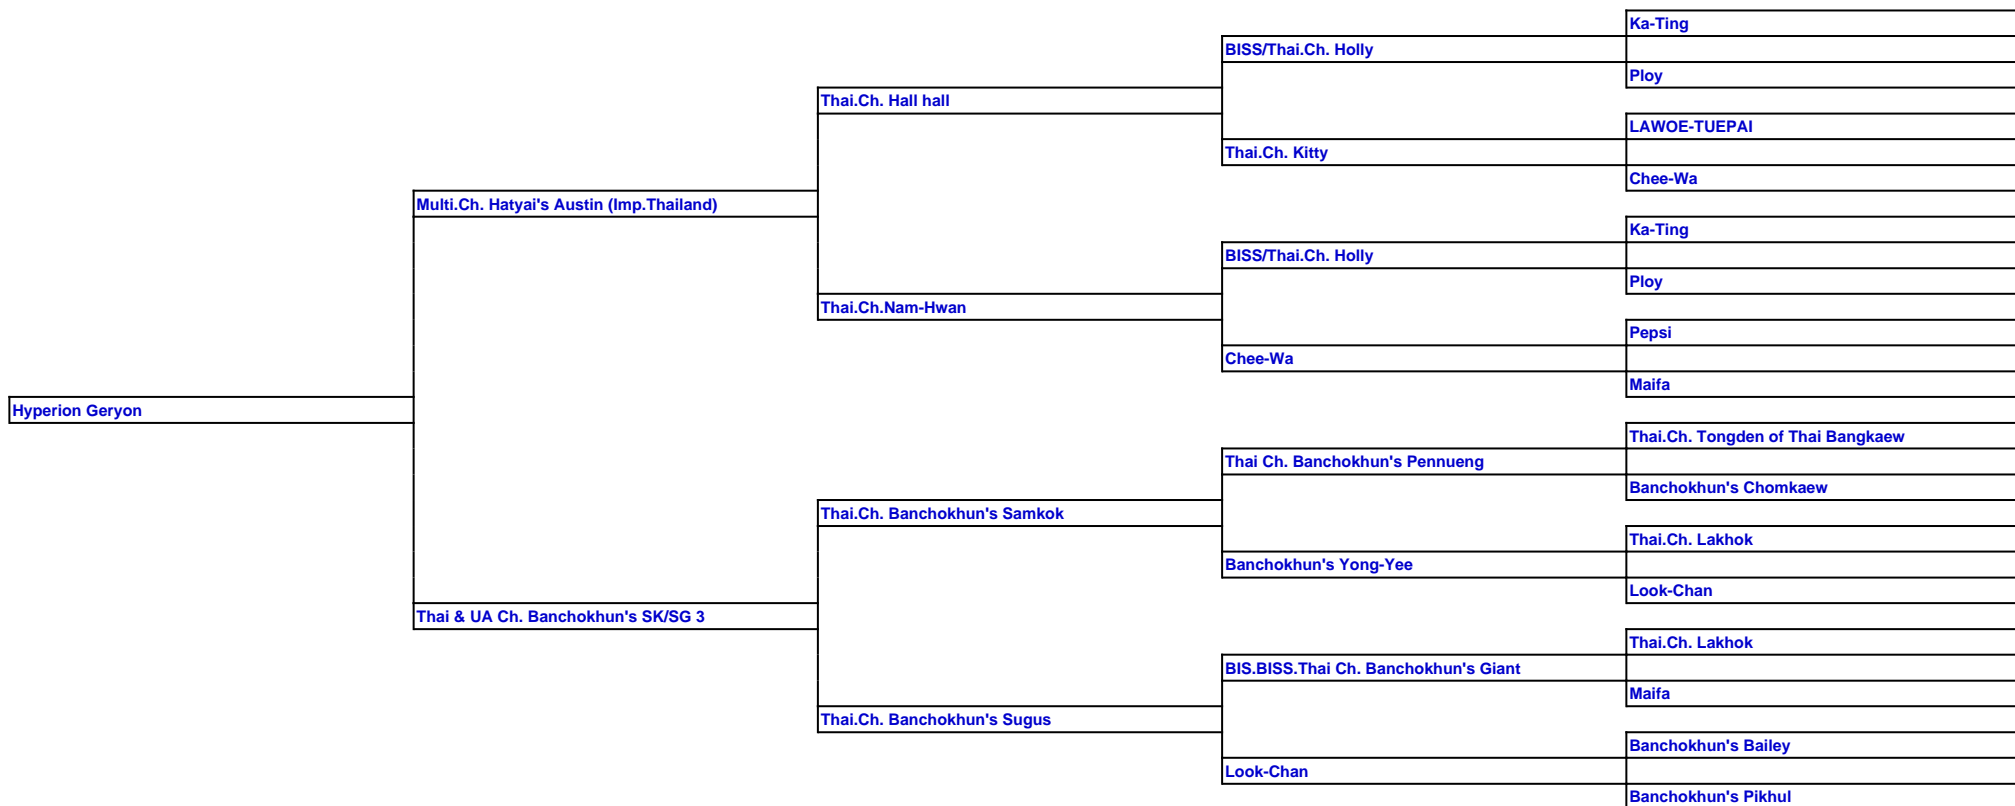 Ka-Ting
BISS/Thai.Ch. Holly
Ploy
Thai.Ch. Hall hall
LAWOE-TUEPAI
Thai.Ch. Kitty
Chee-Wa
Multi.Ch. Hatyai's Austin (Imp.Thailand)
Ka-Ting
BISS/Thai.Ch. Holly
Ploy
Thai.Ch.Nam-Hwan
Pepsi
Chee-Wa
Maifa
Hyperion Geryon
Thai.Ch. Tongden of Thai Bangkaew
Thai Ch. Banchokhun's Pennueng
Banchokhun's Chomkaew
Thai.Ch. Banchokhun's Samkok
Thai.Ch. Lakhok
Banchokhun's Yong-Yee
Look-Chan
Thai & UA Ch. Banchokhun's SK/SG 3
Thai.Ch. Lakhok
BIS.BISS.Thai Ch. Banchokhun's Giant
Maifa
Thai.Ch. Banchokhun's Sugus
Banchokhun's Bailey
Look-Chan
Banchokhun's Pikhul